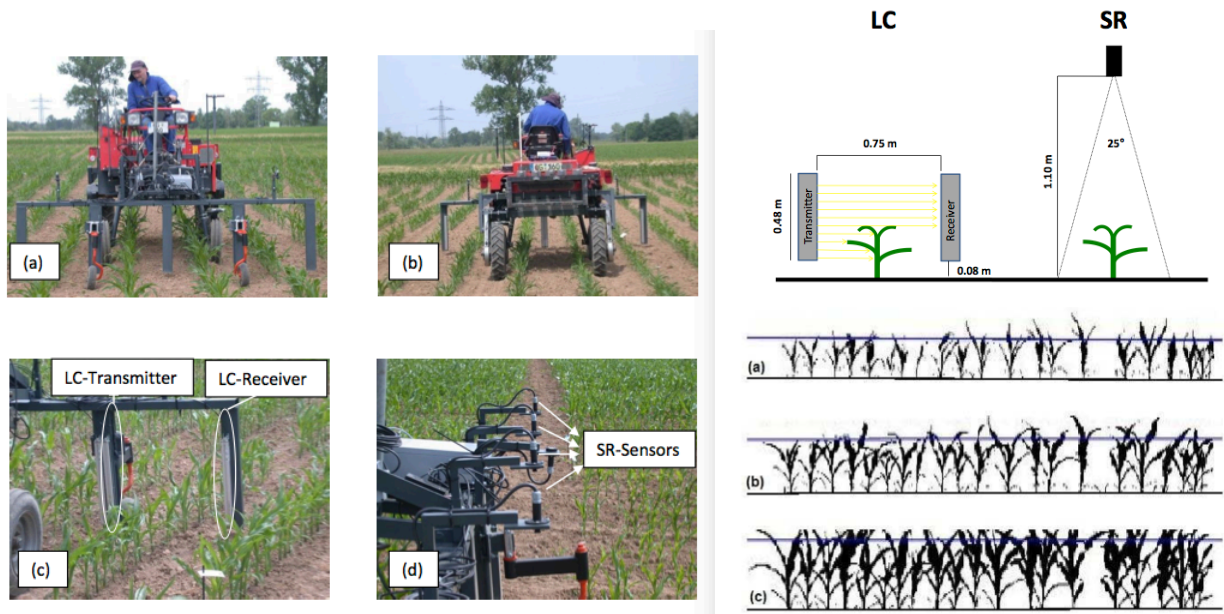 LC
SR
0.75 m
0.48 m
Transmitter
Receiver
0.08 m
1.10 m
25°
(a)
(b)
LC-Transmitter
LC-Receiver
(c)
SR-Sensors
(d)
(a)
(b)
(c)